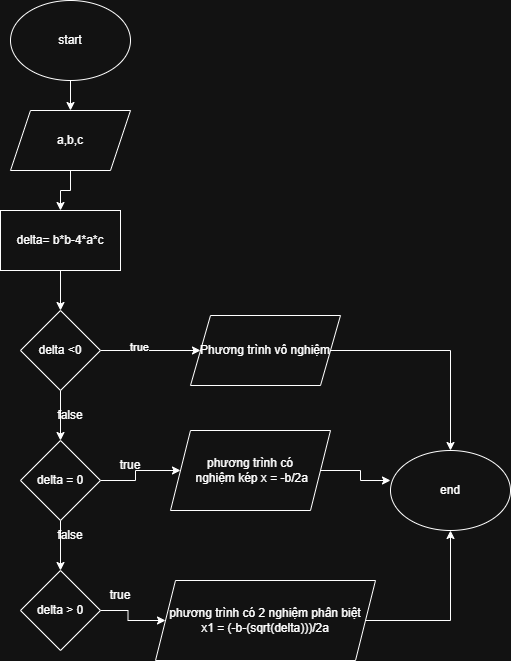 start
a,b,c
delta= b*b-4*a*c
delta <0
true
Phương trình vô nghiệm
false
delta = 0
true
phương trình có
nghiệm kép x = -b/2a
end
false
delta > 0
true
phương trình có 2 nghiệm phân biệt
x1 = (-b-(sqrt(delta)))/2a